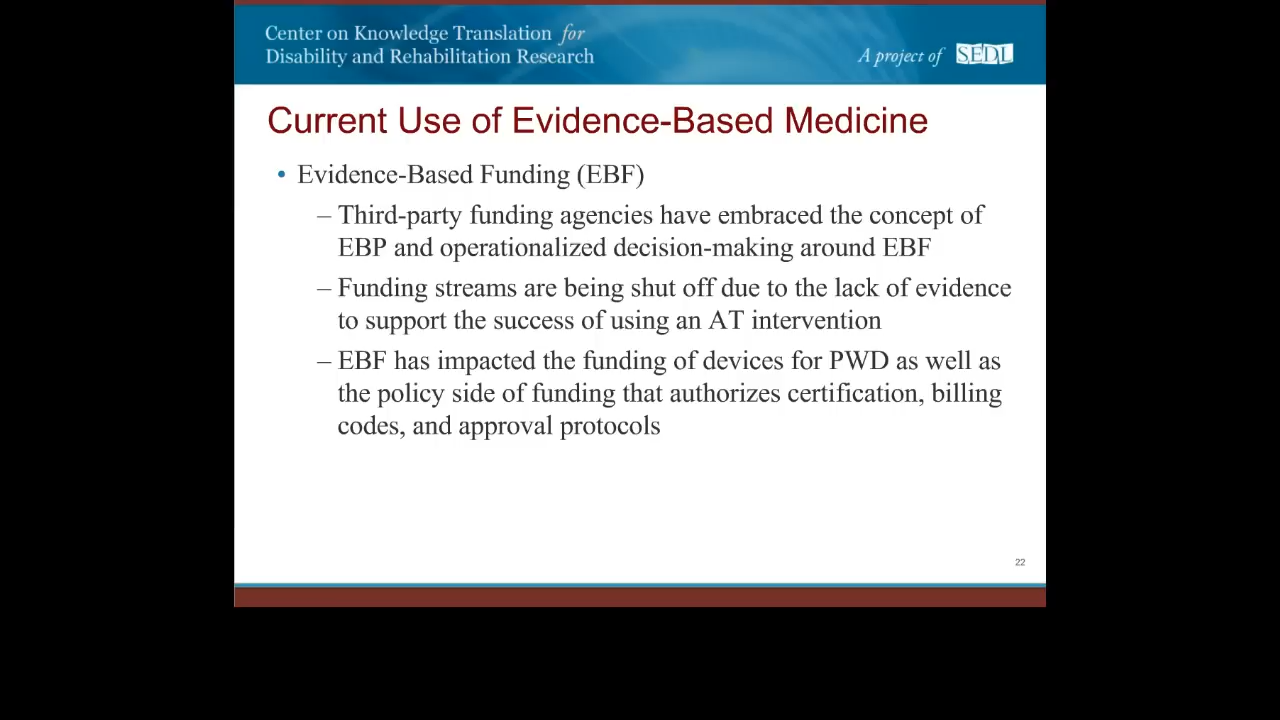 Center on Knowledge Translation for
Disability and Rehabilitation Research
A project of SEDL
Current Use of Evidence-Based Medicine
• Evidence-Based Funding (EBF)
– Third-party funding agencies have embraced the concept of
EBP and operationalized decision-making around EBF
– Funding streams are being shut off due to the lack of evidence
to support the success of using an AT intervention
– EBF has impacted the funding of devices for PWD as well as
the policy side of funding that authorizes certification, billing
codes, and approval protocols
22